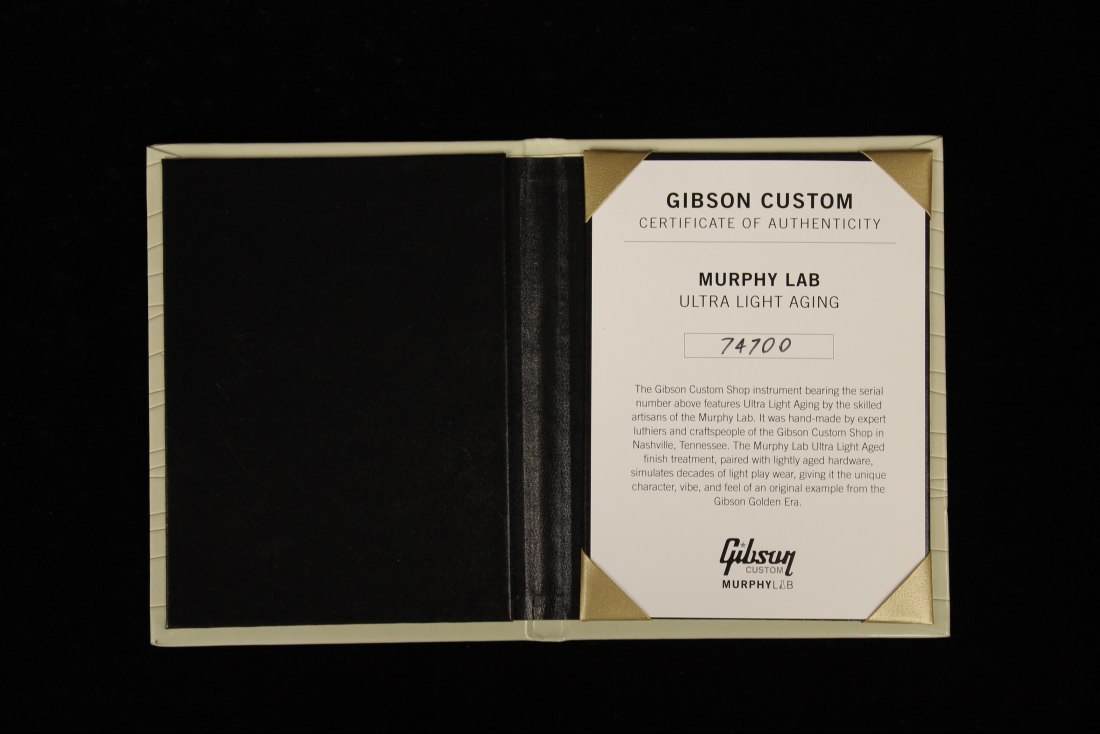 GIBSON CUSTOM
CERTIFICATE OF AUTHENTICITY
MURPHY LAB
ULTRA LIGHT AGING
74700
The Gibson Custom Shop instrument bearing the serial
number above features Ultra Light Aging by the skilled
artisans of the Murphy Lab. It was hand-made by expert
luthiers and craftspeople of the Gibson Custom Shop in
Nashville, Tennessee. The Murphy Lab Ultra Light Aged
finish treatment, paired with lightly aged hardware,
simulates decades of light play wear, giving it the unique
character, vibe, and feel of an original example from the
Gibson Golden Era.
Gibson
CUSTOM
MURPHYLAB